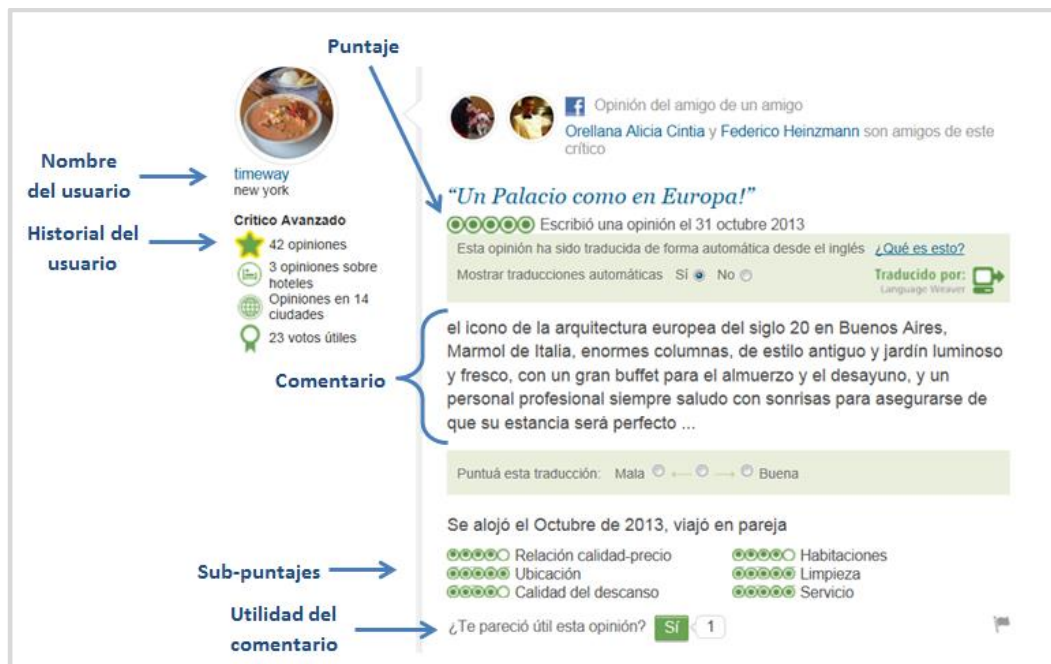 Puntaje
Opinión del amigo de un amigo
Orellana Alicia Cintia y Federico Heinzmann son amigos de este
crítico
Nombre
del usuario
timeway
new york
Historial del
usuario
Crítico Avanzado
42 opiniones
3 opiniones sobre
hoteles
Opiniones en 14
ciudades
23 votos útiles
“Un Palacio como en Europa!”
Escribió una opinión el 31 octubre 2013
Esta opinión ha sido traducida de forma automática desde el inglés ¿Qué es esto?
Mostrar traducciones automáticas Sí No
Traducido por:
Language Weaver
Comentario
el icono de la arquitectura europea del siglo 20 en Buenos Aires,
Marmol de Italia, enormes columnas, de estilo antiguo y jardín luminoso
y fresco, con un gran buffet para el almuerzo y el desayuno, y un
personal profesional siempre saludo con sonrisas para asegurarse de
que su estancia será perfecto ...
Puntuá esta traducción: Mala Buena
Se alojó el Octubre de 2013, viajó en pareja
Sub-puntajes
Relación calidad-precio Habitaciones
Ubicación Limpieza
Calidad del descanso Servicio
Utilidad del
comentario
¿Te pareció útil esta opinión? Sí 1